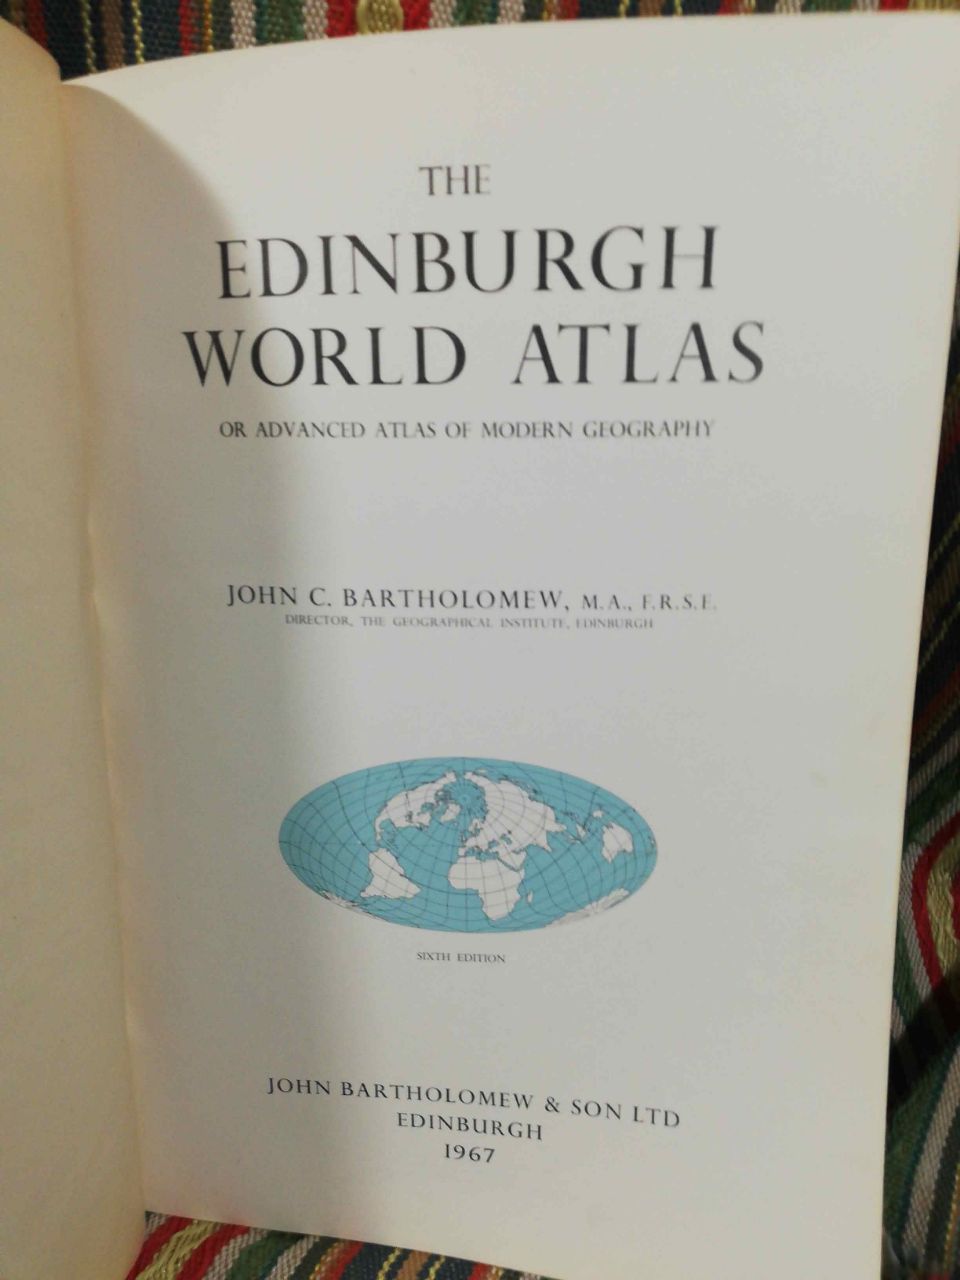 THE
EDINBURGH
WORLD ATLAS
OR ADVANCED ATLAS OF MODERN GEOGRAPHY
JOHN C. BARTHOLOMEW, M.A., F.R.S.E.
DIRECTOR, THE GEOGRAPHICAL INSTITUTE, EDINBURGH
SIXTH EDITION
JOHN BARTHOLOMEW & SON LTD
EDINBURGH
1967